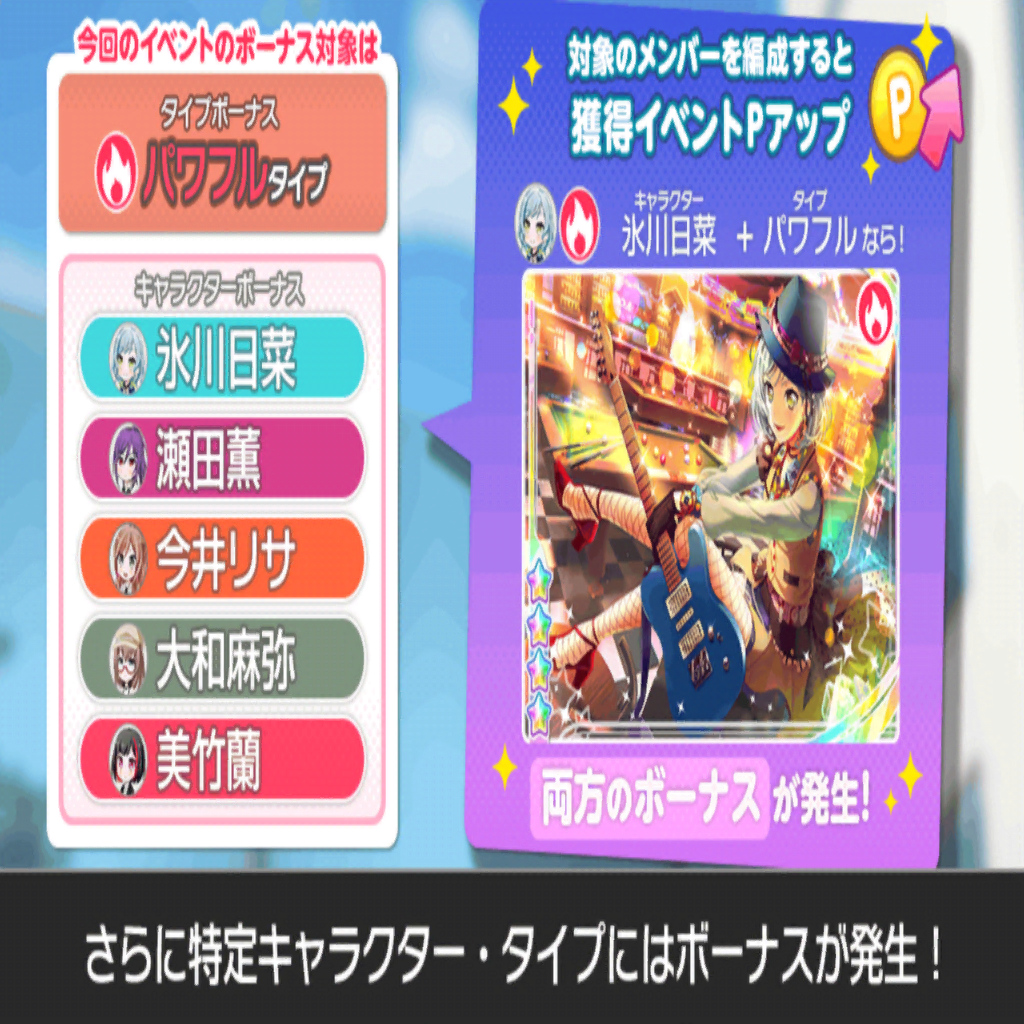 今回のイベントのボーナス対象は
タイプボーナス
パワフルタイプ
キャラクターボーナス
氷川日菜
瀬田薫
今井リサ
大和麻弥
美竹蘭
対象のメンバーを編成すると
獲得イベントPアップ
P
キャラクター タイプ
氷川日菜 + パワフルなら!
両方のボーナスが発生!
さらに特定キャラクター・タイプにはボーナスが発生！